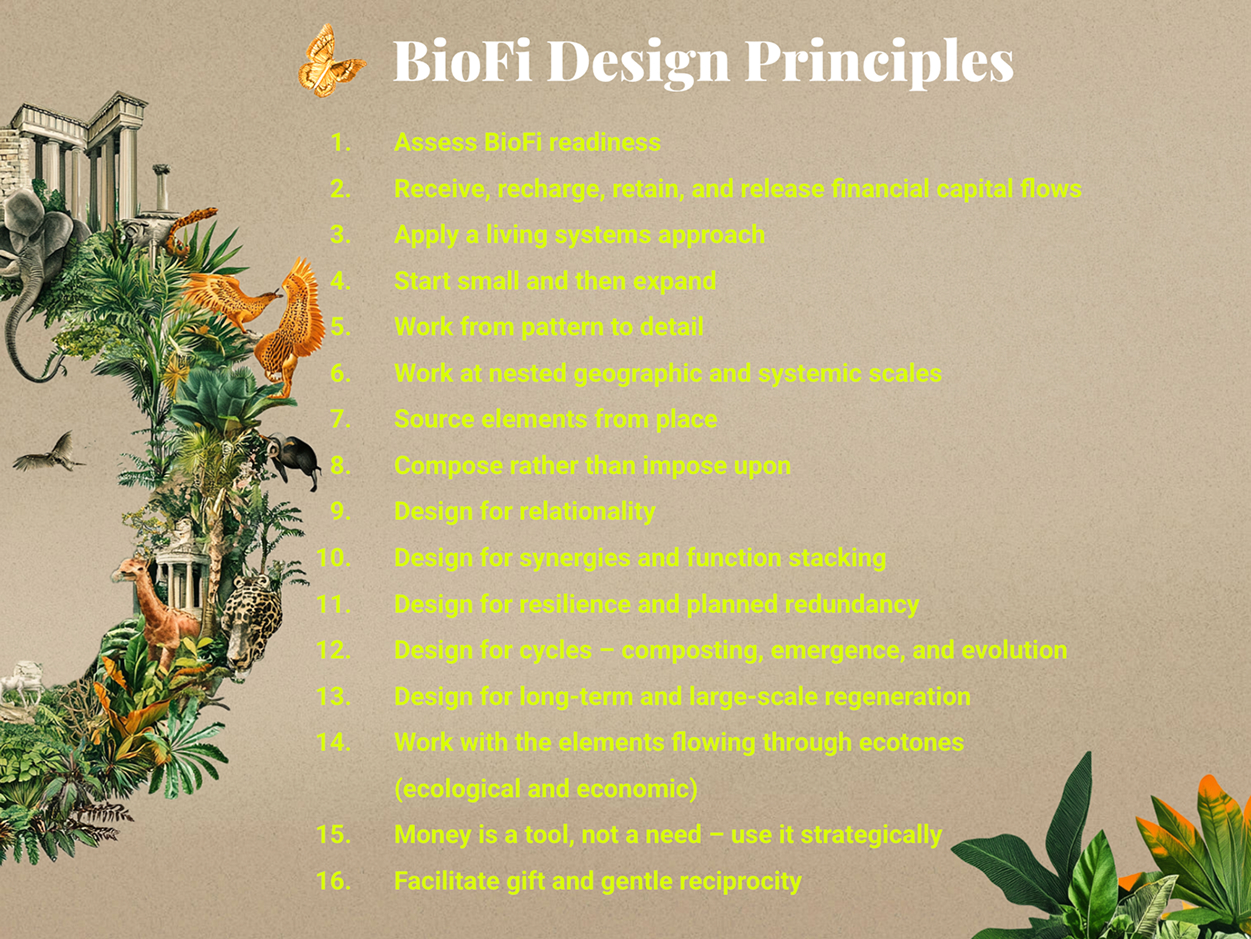 BioFi Design Principles
1. Assess BioFi readiness
2. Receive, recharge, retain, and release financial capital flows
3. Apply a living systems approach
4. Start small and then expand
5. Work from pattern to detail
6. Work at nested geographic and systemic scales
7. Source elements from place
8. Compose rather than impose upon
9. Design for relationality
10. Design for synergies and function stacking
11. Design for resilience and planned redundancy
12. Design for cycles – composting, emergence, and evolution
13. Design for long-term and large-scale regeneration
14. Work with the elements flowing through ecotones
(ecological and economic)
15. Money is a tool, not a need – use it strategically
16. Facilitate gift and gentle reciprocity